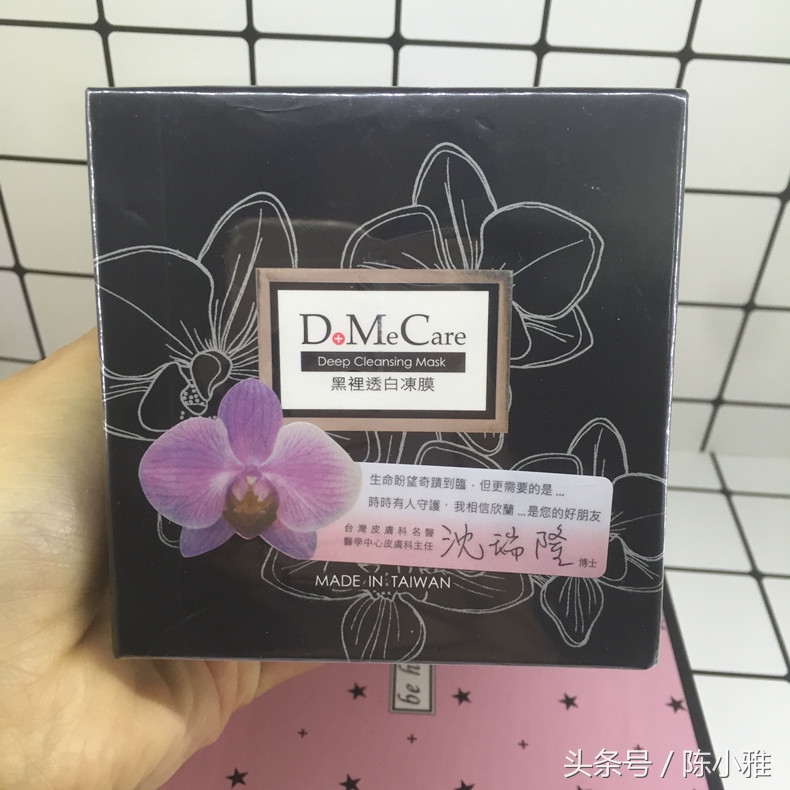 D+MeCare
Deep Cleansing Mask
黑裡透白凍膜
生命盼望奇蹟到臨，但更需要的是...
時時有人守護，我相信欣蘭...是您的好朋友
台灣皮膚科名醫
醫學中心皮膚科主任
沈瑞隆 博士
MADE IN TAIWAN
be h
头条号 / 陈小雅